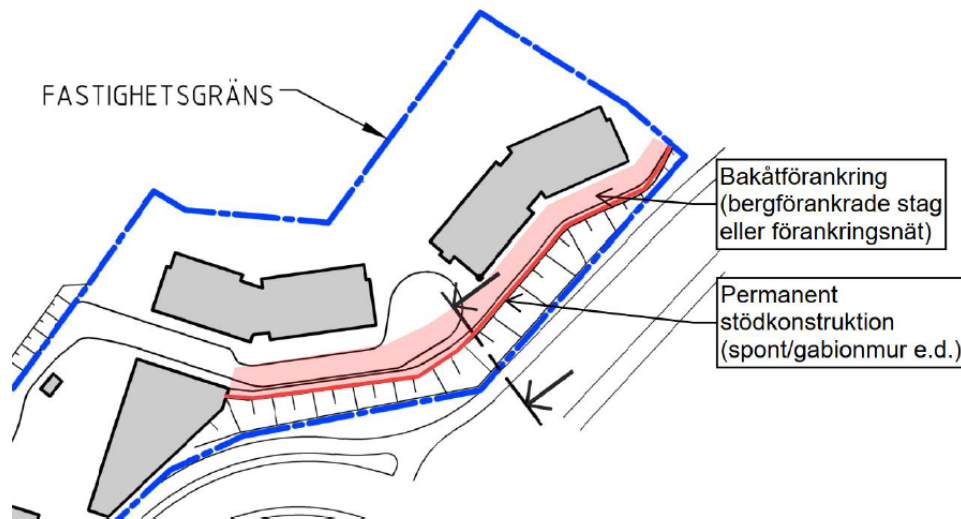 FASTIGHETSGRÄNS
Bakåtförankring
(bergförankrade stag
eller förankringsnät)
Permanent
stödkonstruktion
(spont/gabionmur e.d.)